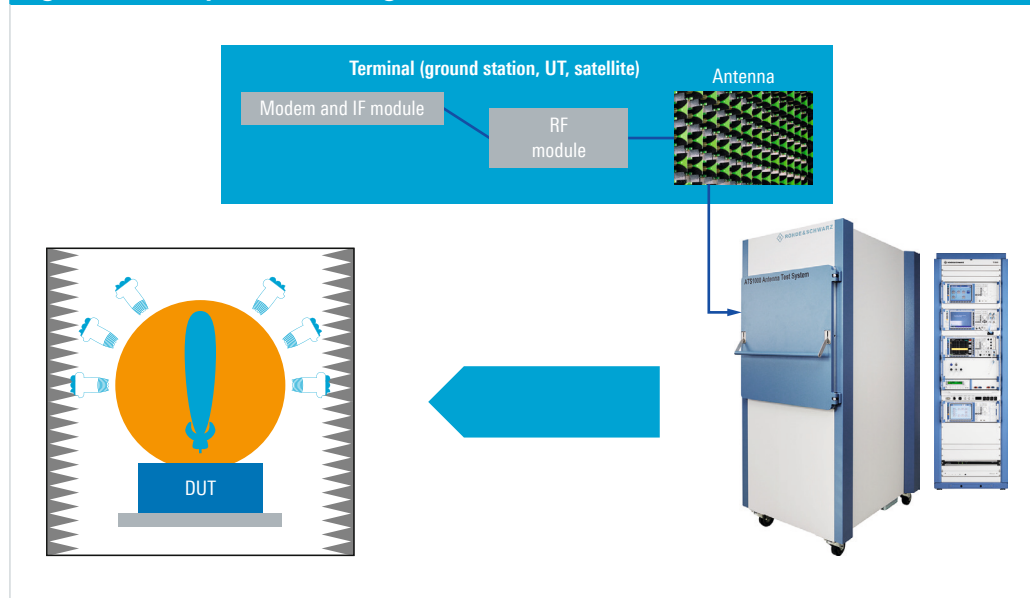 Terminal (ground station, UT, satellite)
Antenna
Modem and IF module
RF
module
ROHDE & SCHWARZ
ATS1000 Antenna Test System
DUT